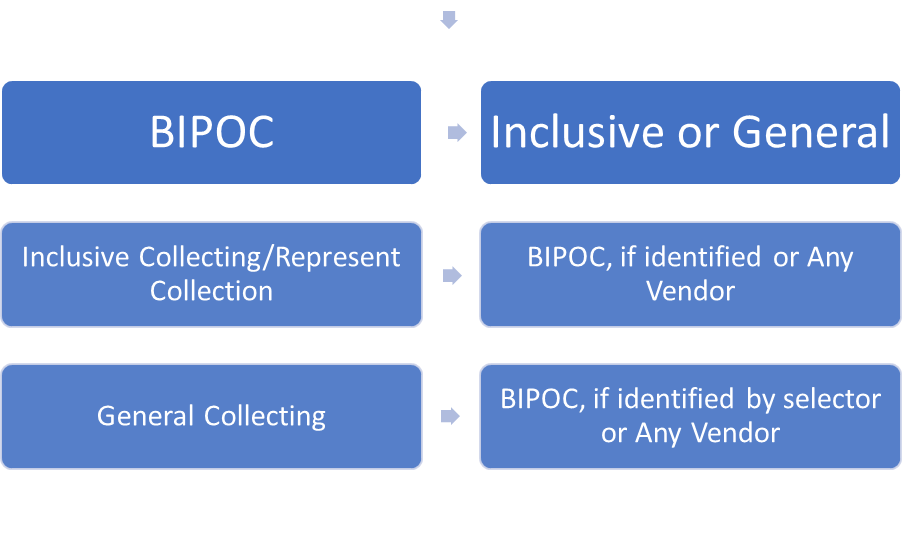 BIPOC
Inclusive or General
Inclusive Collecting/Represent
Collection
BIPOC, if identified or Any
Vendor
General Collecting
BIPOC, if identified by selector
or Any Vendor